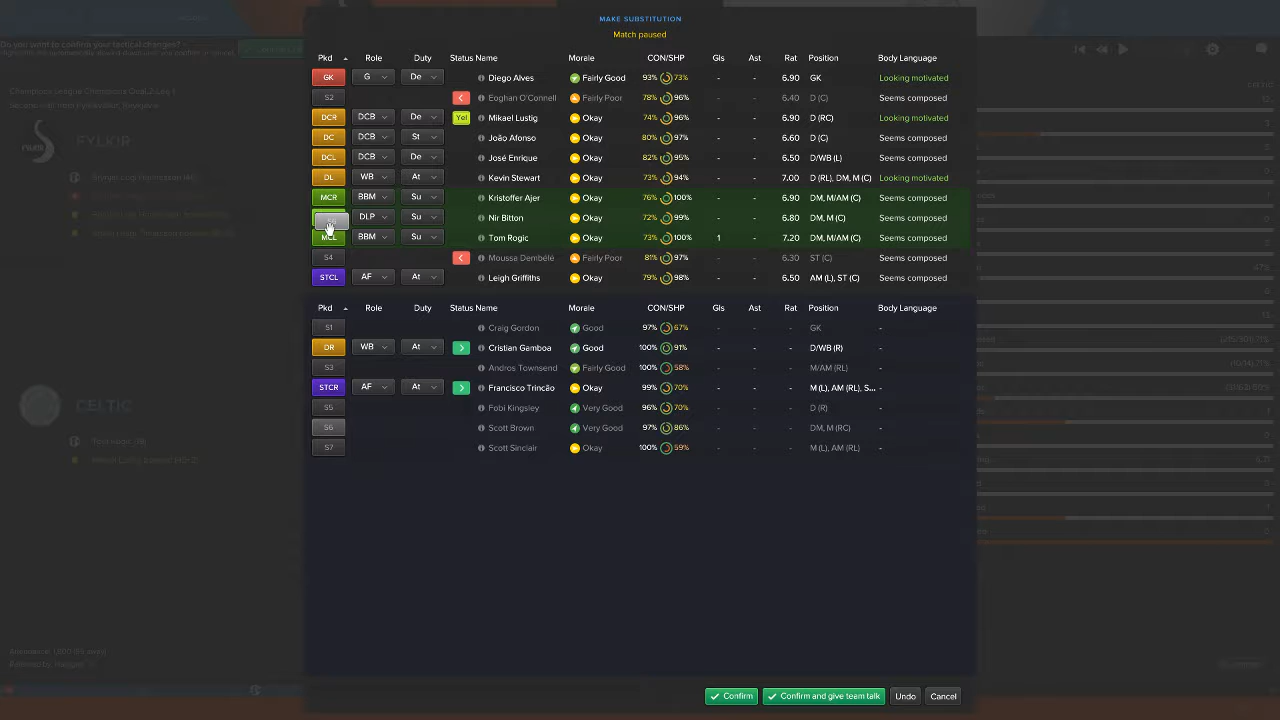 MAKE SUBSTITUTION
Match paused
Do you want to confirm your tactical changes?
Pkd Role Duty Status Name Morale CON/SHP Gls Ast Rat Position Body Language
GK G De Diego Alves Fairly Good 93% 73% - - 6.90 GK Looking motivated
S2 Eoghan O'Connell Fairly Poor 78% 96% - - 6.40 D (C) Seems composed
DCR DCB De Yel Mikael Lustig Okay 74% 96% - - 6.90 D (RC) Looking motivated
DC DCB St João Afonso Okay 80% 97% - - 6.60 D (C) Seems composed
DCL DCB De José Enrique Okay 82% 95% - - 6.50 D/WB (L) Seems composed
DL WB At Kevin Stewart Okay 73% 94% - - 7.00 D (RL), DM, M (C) Looking motivated
MCR BBM Su Kristoffer Ajer Okay 76% 100% - - 6.90 DM, M/AM (C) Seems composed
DLP Su Nir Bitton Okay 72% 99% - - 6.80 DM, M (C) Seems composed
MCL BBM Su Tom Rogic Okay 73% 100% 1 - 7.20 DM, M/AM (C) Seems composed
S4 Moussa Dembélé Fairly Poor 81% 97% - - 6.30 ST (C) Seems composed
STCL AF At Leigh Griffiths Okay 79% 98% - - 6.50 AM (L), ST (C) Seems composed
Pkd Role Duty Status Name Morale CON/SHP Gls Ast Rat Position Body Language
S1 Craig Gordon Good 97% 67% - - - GK -
DR WB At Cristian Gamboa Good 100% 91% - - - D/WB (R) -
S3 Andros Townsend Fairly Good 100% 58% - - - M/AM (RL) -
STCR AF At Francisco Trincão Okay 99% 70% - - - M (L), AM (RL), S... -
S5 Fobi Kingsley Very Good 96% 70% - - - D (R) -
S6 Scott Brown Very Good 97% 86% - - - DM, M (RC) -
S7 Scott Sinclair Okay 100% 59% - - - M (L), AM (RL) -
FYLKIR
CELTIC
Confirm Confirm and give team talk Undo Cancel